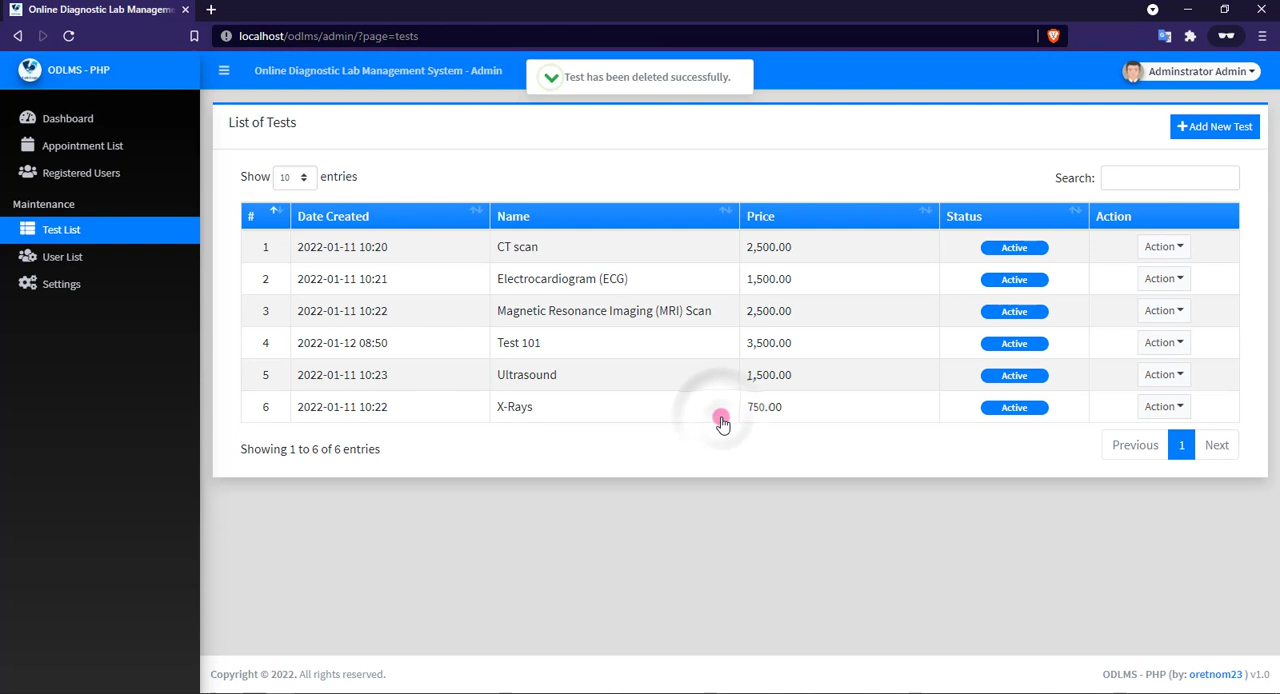 Online Diagnostic Lab Managem
localhost/odlms/admin/?page=tests
ODLMS - PHP
Online Diagnostic Lab Management System - Admin
Test has been deleted successfully.
Adminstrator Admin
Dashboard
Appointment List
Registered Users
Maintenance
Test List
User List
Settings
List of Tests
Add New Test
Show 10 entries
Search:
# Date Created Name Price Status Action
1 2022-01-11 10:20 CT scan 2,500.00 Active Action
2 2022-01-11 10:21 Electrocardiogram (ECG) 1,500.00 Active Action
3 2022-01-11 10:22 Magnetic Resonance Imaging (MRI) Scan 2,500.00 Active Action
4 2022-01-12 08:50 Test 101 3,500.00 Active Action
5 2022-01-11 10:23 Ultrasound 1,500.00 Active Action
6 2022-01-11 10:22 X-Rays 750.00 Active Action
Showing 1 to 6 of 6 entries
Previous 1 Next
Copyright © 2022. All rights reserved.
ODLMS - PHP (by: oretnom23 ) v1.0